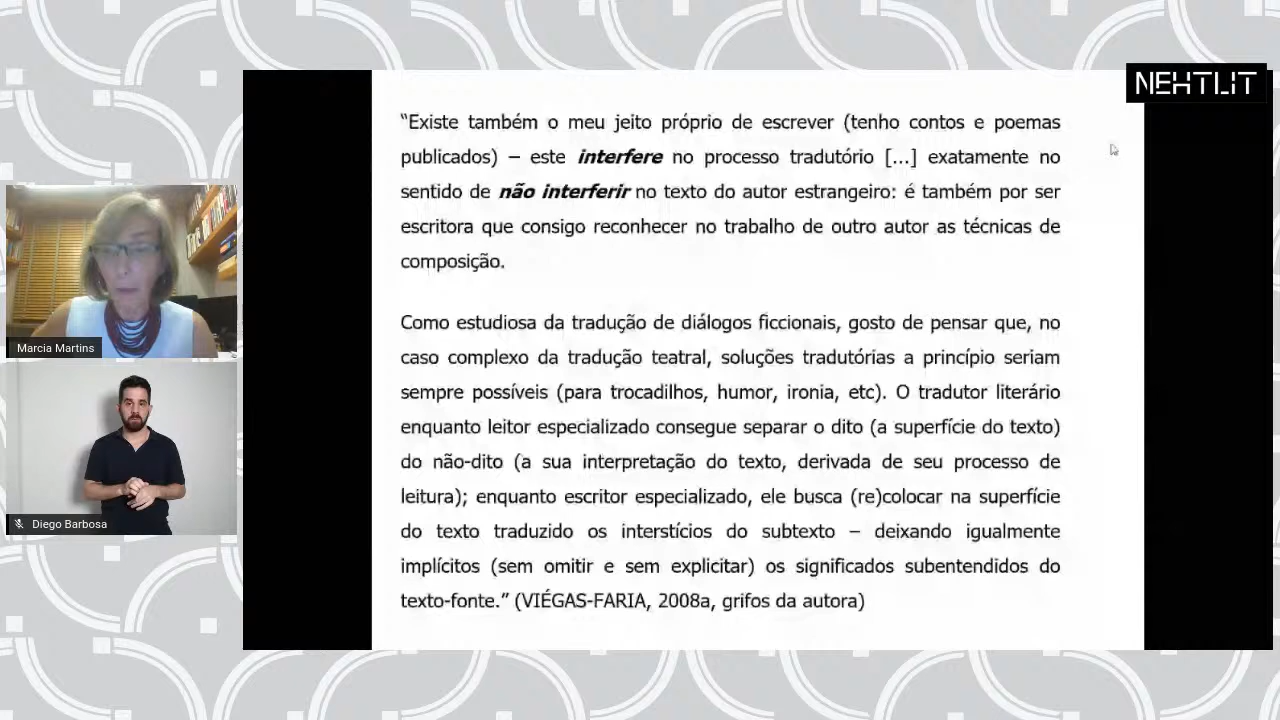 NEHTLIT
“Existe também o meu jeito próprio de escrever (tenho contos e poemas
publicados) – este interfere no processo tradutório [...] exatamente no
sentido de não interferir no texto do autor estrangeiro: é também por ser
escritora que consigo reconhecer no trabalho de outro autor as técnicas de
composição.
Como estudiosa da tradução de diálogos ficcionais, gosto de pensar que, no
caso complexo da tradução teatral, soluções tradutórias a princípio seriam
sempre possíveis (para trocadilhos, humor, ironia, etc). O tradutor literário
enquanto leitor especializado consegue separar o dito (a superfície do texto)
do não-dito (a sua interpretação do texto, derivada de seu processo de
leitura); enquanto escritor especializado, ele busca (re)colocar na superfície
do texto traduzido os interstícios do subtexto – deixando igualmente
implícitos (sem omitir e sem explicitar) os significados subentendidos do
texto-fonte.” (VIÉGAS-FARIA, 2008a, grifos da autora)
Marcia Martins
Diego Barbosa